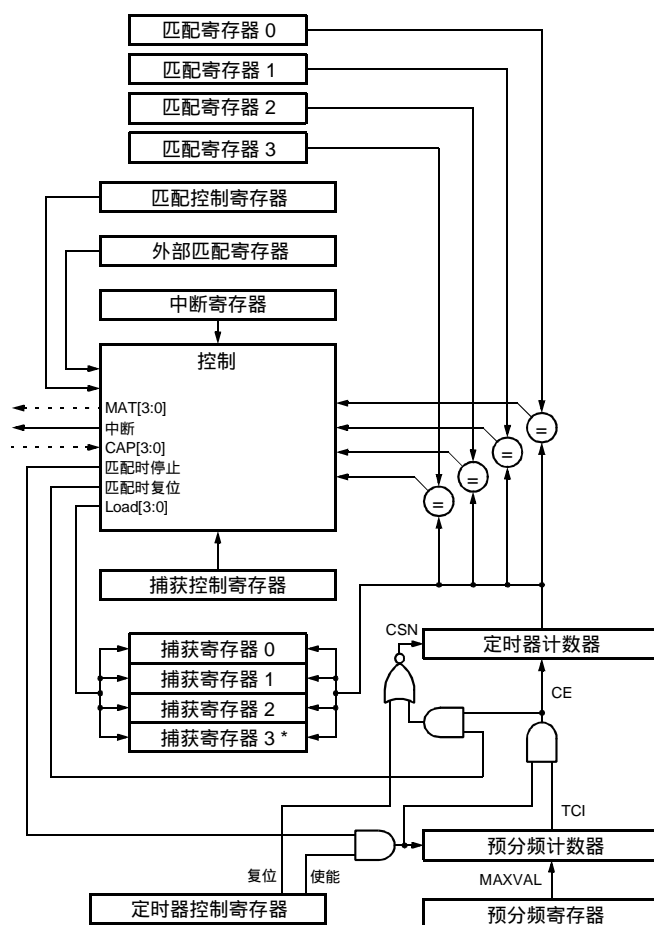 匹配寄存器 0
匹配寄存器 1
匹配寄存器 2
匹配寄存器 3
匹配控制寄存器
外部匹配寄存器
中断寄存器
控制
MAT[3:0]
中断
CAP[3:0]
匹配时停止
匹配时复位
Load[3:0]
=
=
=
=
捕获控制寄存器
CSN
定时器计数器
捕获寄存器 0
捕获寄存器 1
捕获寄存器 2
捕获寄存器 3 *
CE
TCI
预分频计数器
复位
使能
MAXVAL
定时器控制寄存器
预分频寄存器